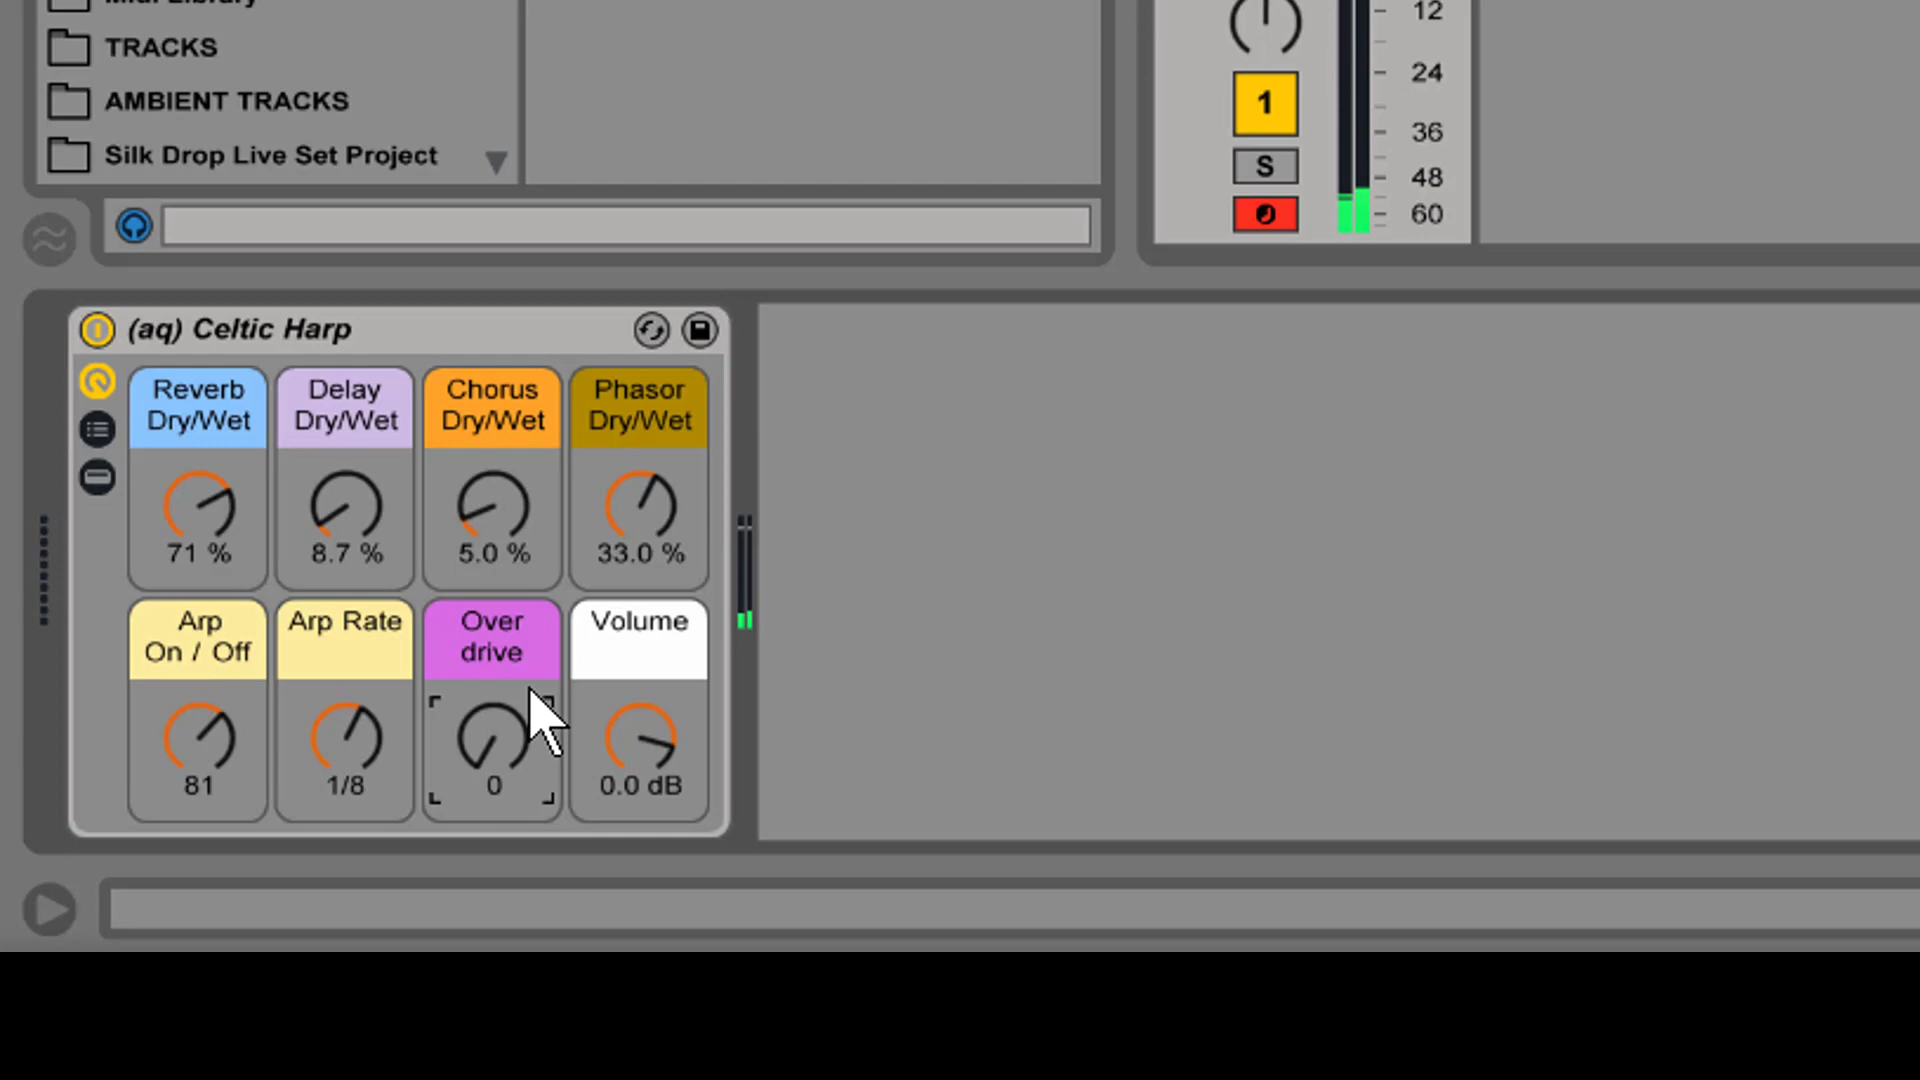 Midi Library
TRACKS
AMBIENT TRACKS
Silk Drop Live Set Project
12
24
1
36
S
48
60
(aq) Celtic Harp
Reverb Dry/Wet
Delay Dry/Wet
Chorus Dry/Wet
Phasor Dry/Wet
71 %
8.7 %
5.0 %
33.0 %
Arp On / Off
Arp Rate
Over drive
Volume
81
1/8
0
0.0 dB